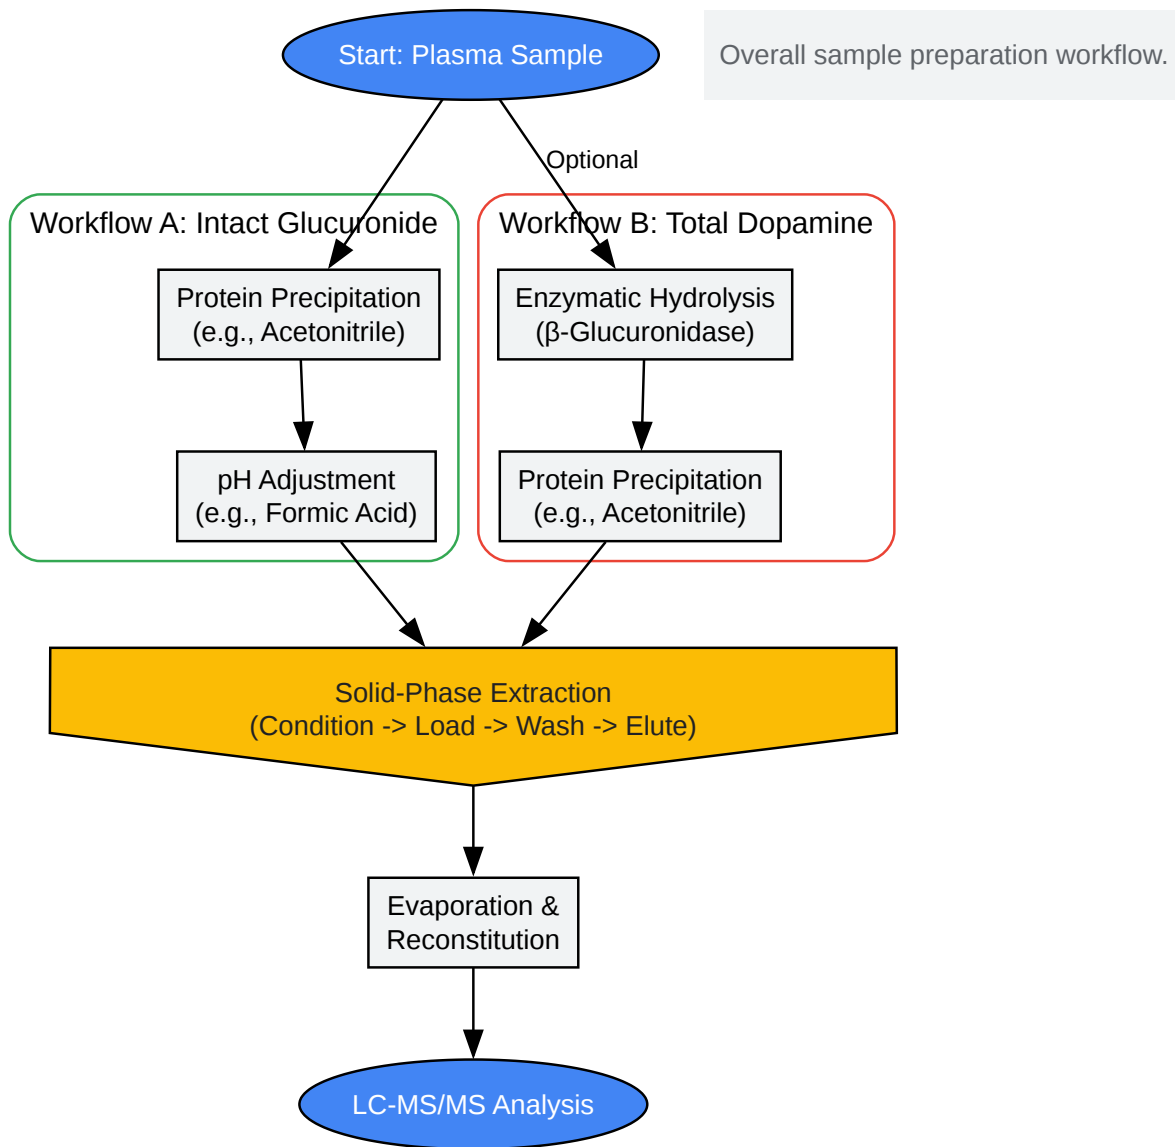 Start: Plasma Sample
Overall sample preparation workflow.
Optional
Workflow A: Intact Glucuronide
Workflow B: Total Dopamine
Protein Precipitation
(e.g., Acetonitrile)
Enzymatic Hydrolysis
(β-Glucuronidase)
pH Adjustment
(e.g., Formic Acid)
Protein Precipitation
(e.g., Acetonitrile)
Solid-Phase Extraction
(Condition -> Load -> Wash -> Elute)
Evaporation &
Reconstitution
LC-MS/MS Analysis